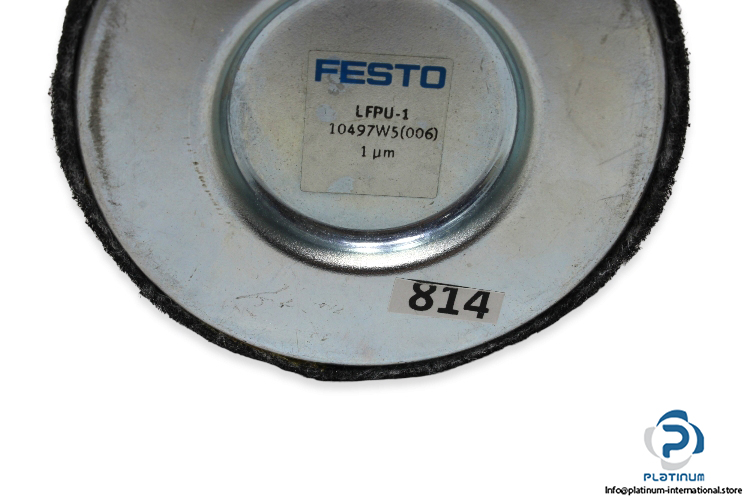 FESTO
LFPU-1
10497W5(006)
1 µm
814
PLATINUM
Info@platinum-international.store